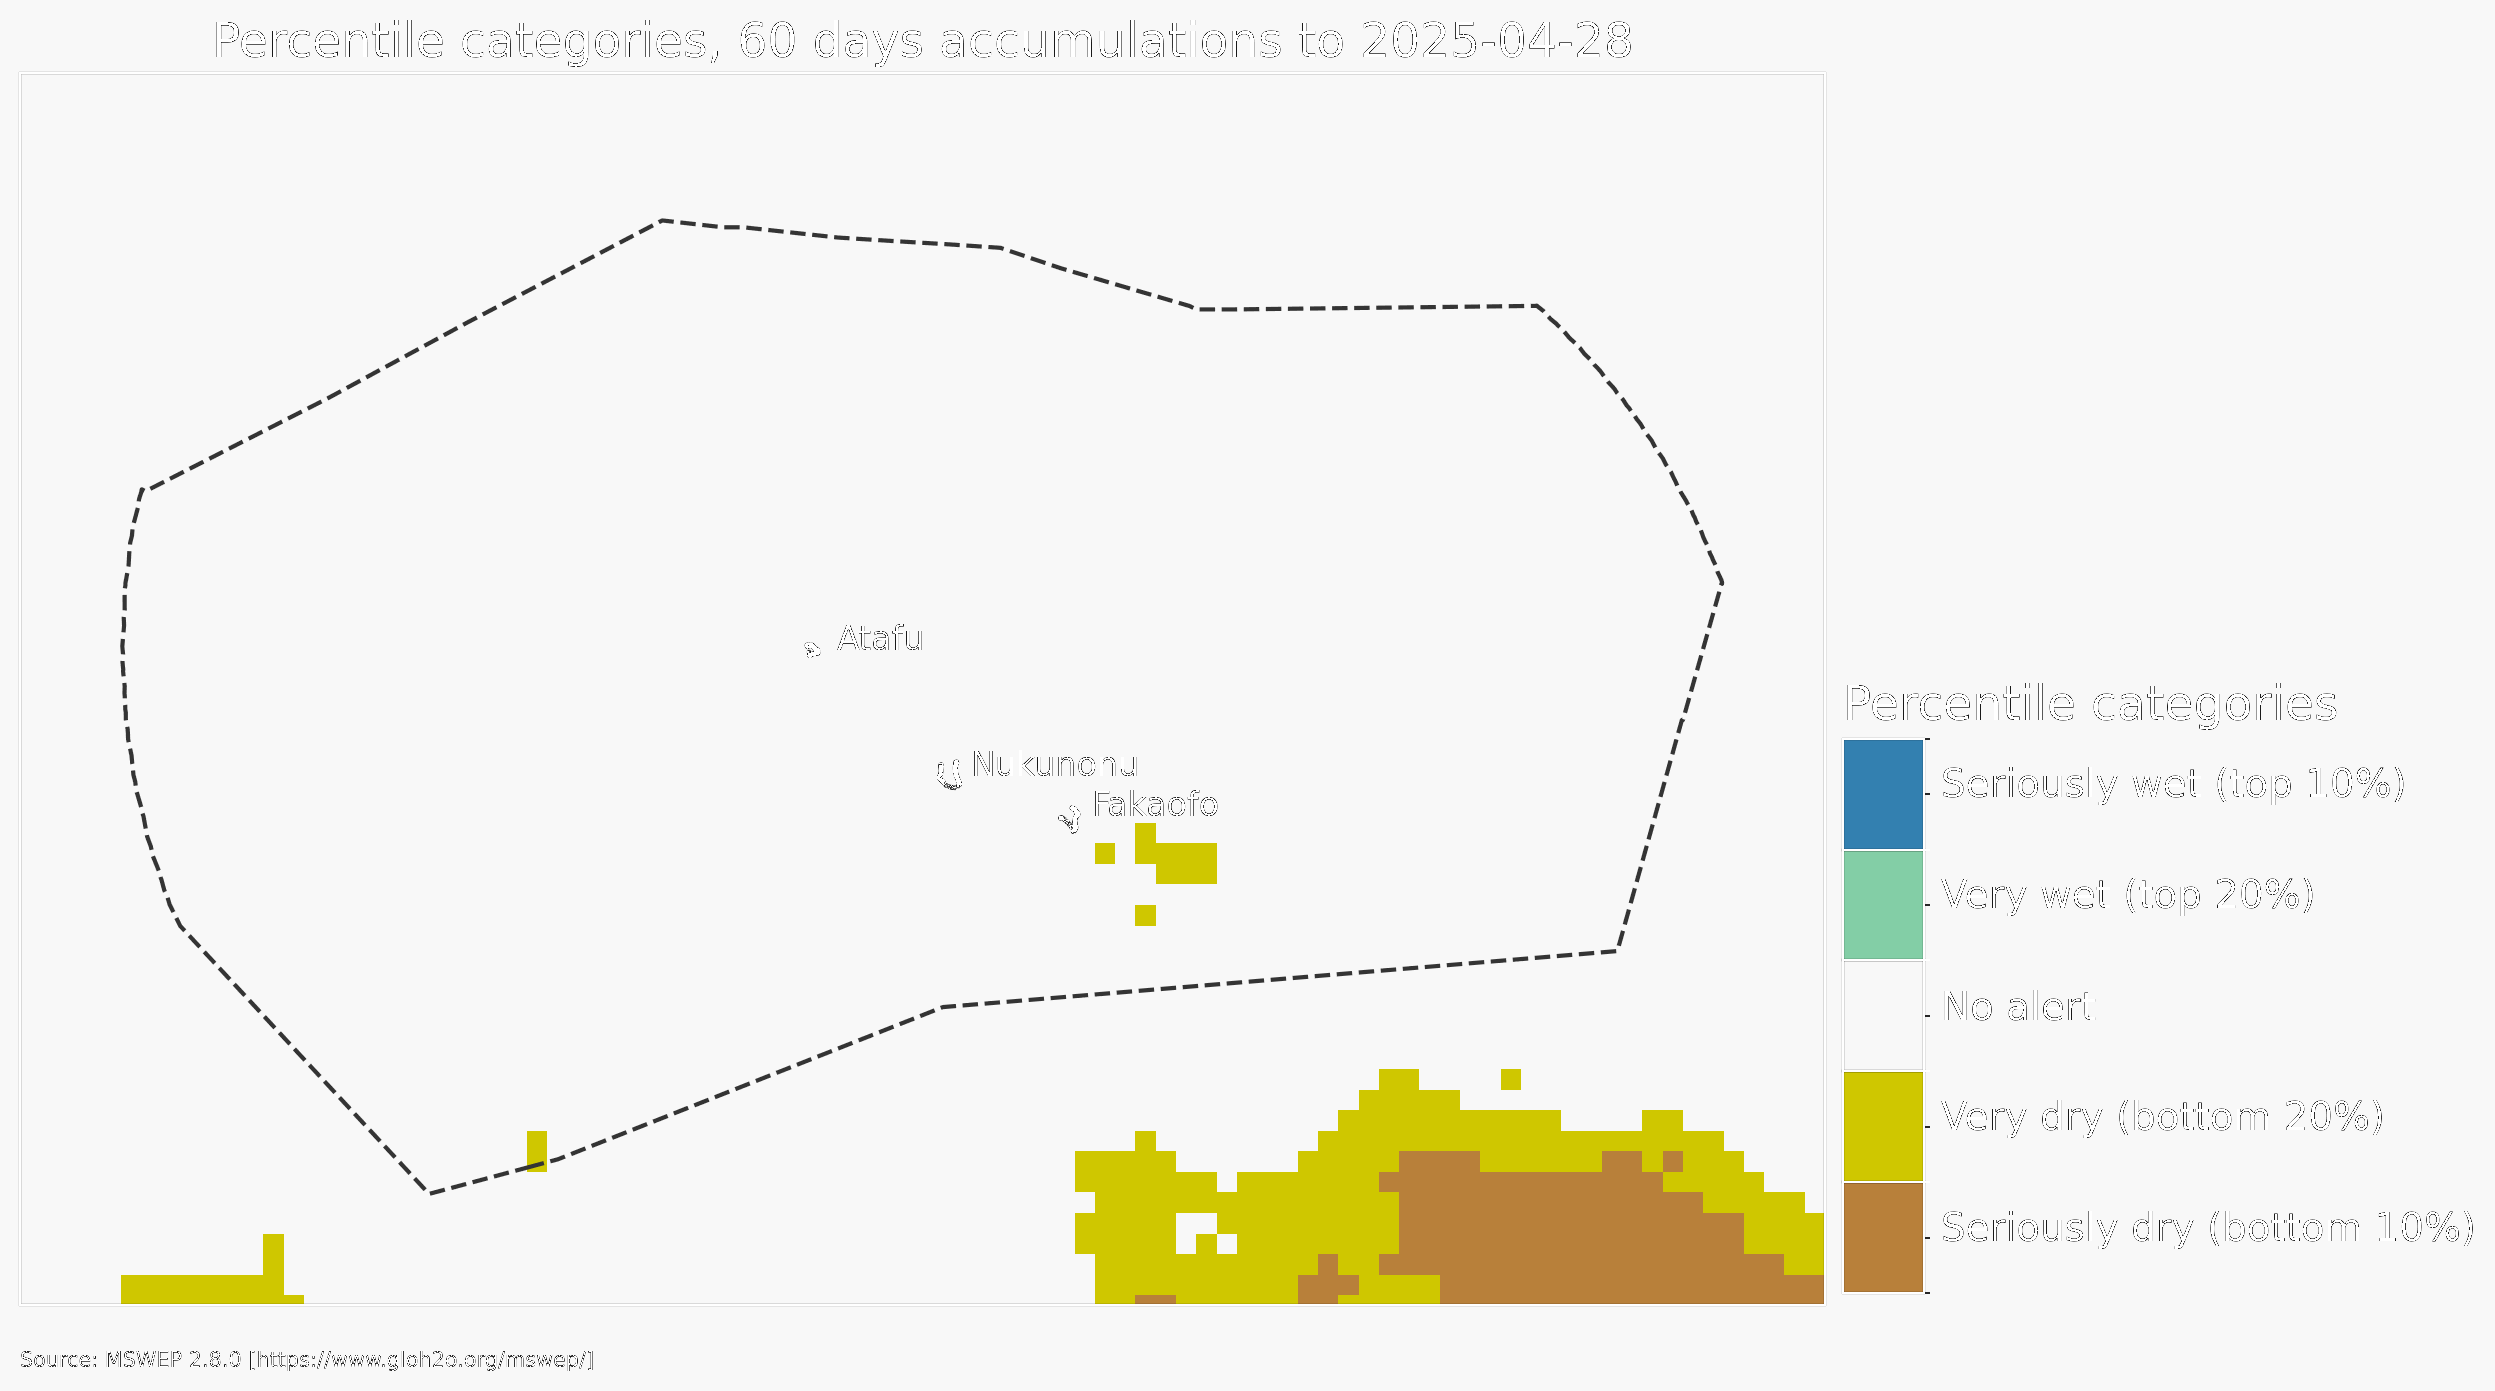 Percentile categories, 60 days accumulations to 2025-04-28
Atafu
Nukunonu
Fakaofo
Percentile categories
Seriously wet (top 10%)
Very wet (top 20%)
No alert
Very dry (bottom 20%)
Seriously dry (bottom 10%)
Source: MSWEP 2.8.0 [https://www.gloh2o.org/mswep/]